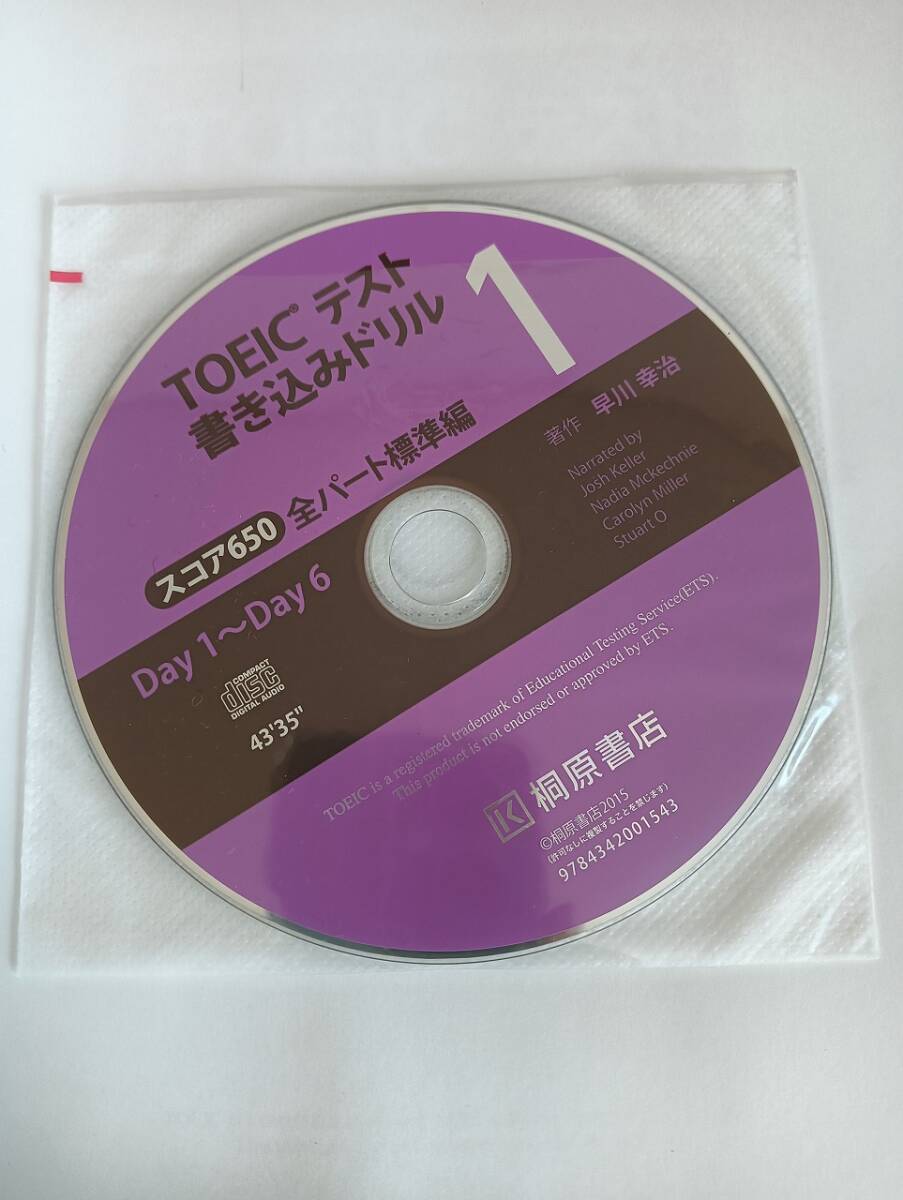 TOEIC® テスト
書き込みドリル
1
スコア650 全パート標準編
Day 1～Day 6
著作 早川 幸治
Narrated by
Josh Keller
Nadia Mckechnie
Carolyn Miller
Stuart O
COMPACT
disc
DIGITAL AUDIO
43'35"
TOEIC is a registered trademark of Educational Testing Service(ETS).
This product is not endorsed or approved by ETS.
K 桐原書店
©桐原書店2015
(許可なしに複製することを禁じます)
9784342001543